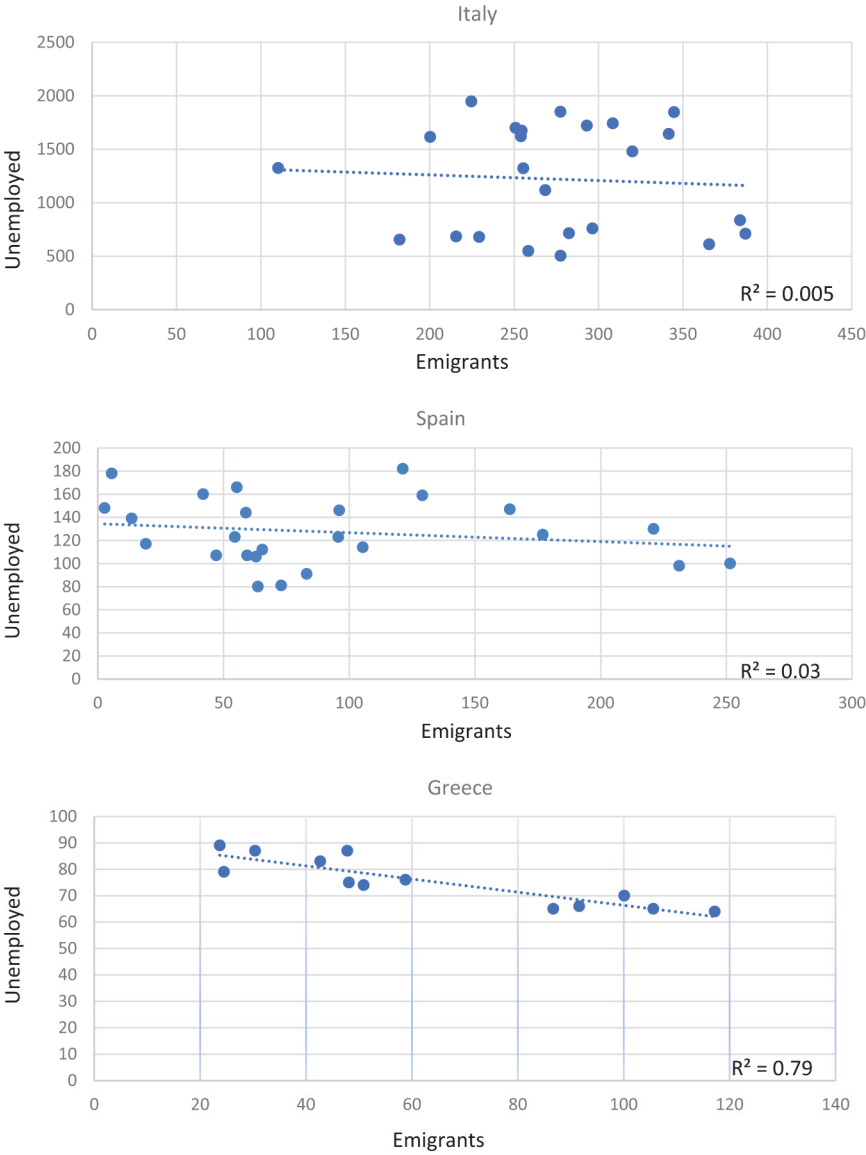 Italy
2500
2000
1500
1000
500
0
Unemployed
R² = 0.005
0 50 100 150 200 250 300 350 400 450
Emigrants
Spain
200
180
160
140
120
100
80
60
40
20
0
Unemployed
R² = 0.03
0 50 100 150 200 250 300
Emigrants
Greece
100
90
80
70
60
50
40
30
20
10
0
Unemployed
R² = 0.79
0 20 40 60 80 100 120 140
Emigrants